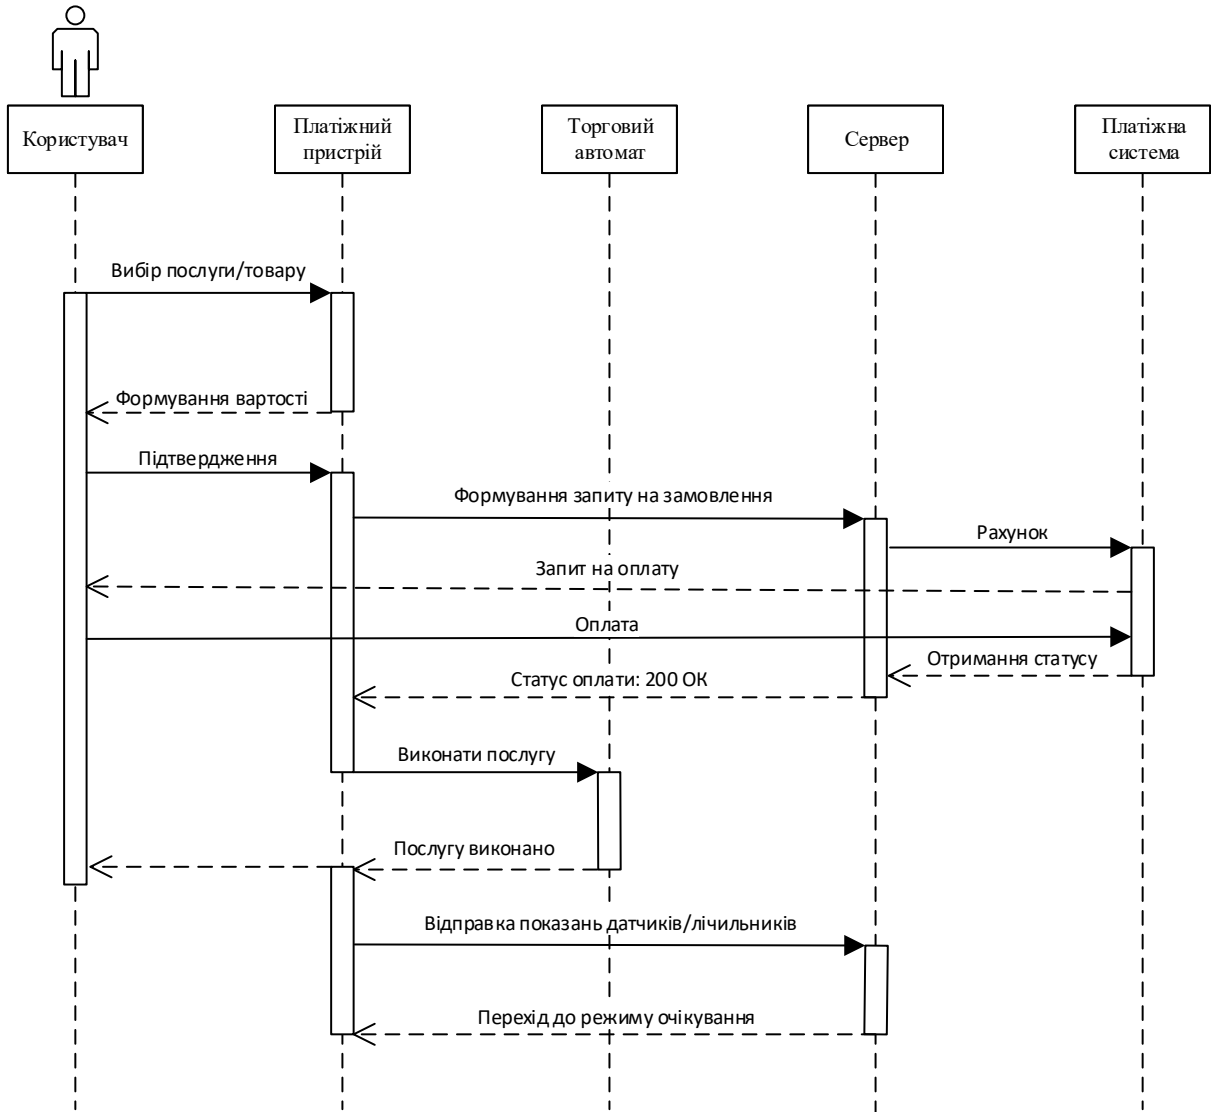 Користувач
Платіжний
пристрій
Торговий
автомат
Сервер
Платіжна
система
Вибір послуги/товару
Формування вартості
Підтвердження
Формування запиту на замовлення
Рахунок
Запит на оплату
Оплата
Отримання статусу
Статус оплати: 200 ОК
Виконати послугу
Послугу виконано
Відправка показань датчиків/лічильників
Перехід до режиму очікування